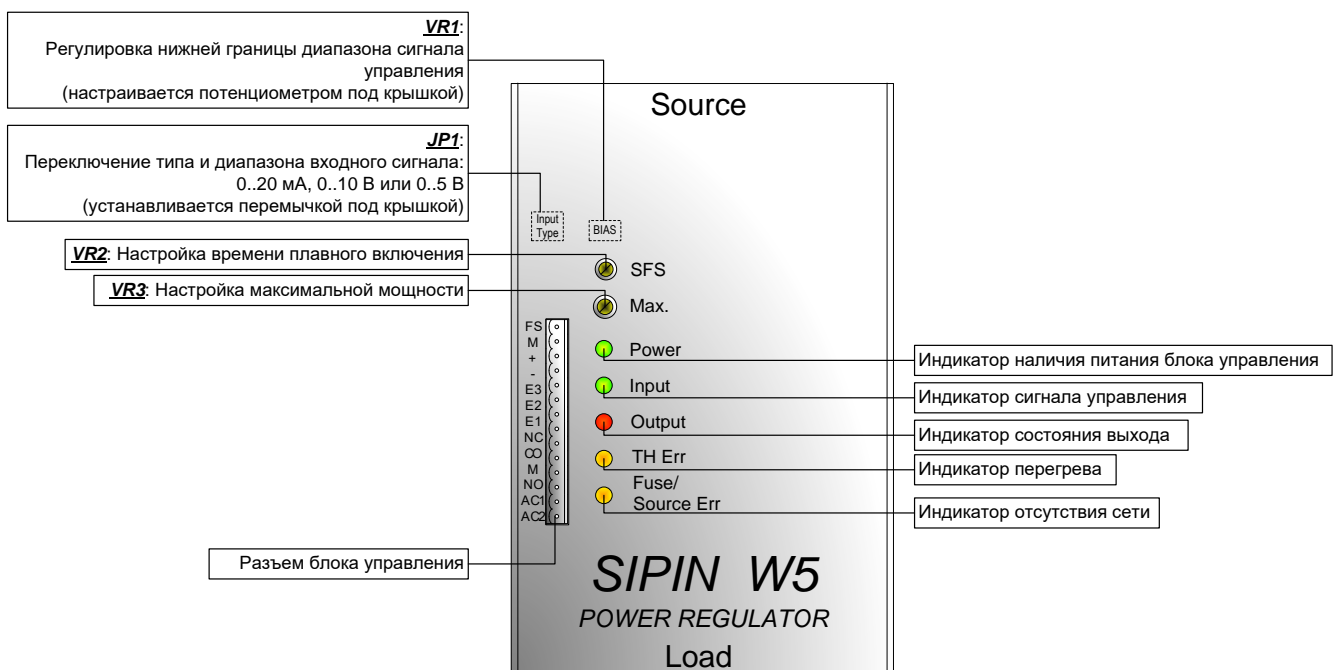 VR1:
Регулировка нижней границы диапазона сигнала
управления
(настраивается потенциометром под крышкой)
JP1:
Переключение типа и диапазона входного сигнала:
0..20 мА, 0..10 В или 0..5 В
(устанавливается перемычкой под крышкой)
VR2: Настройка времени плавного включения
VR3: Настройка максимальной мощности
Source
Input
Type
BIAS
SFS
Max.
Power
Input
Output
TH Err
Fuse/
Source Err
FS
M
+
-
E3
E2
E1
NC
CO
M
NO
AC1
AC2
Индикатор наличия питания блока управления
Индикатор сигнала управления
Индикатор состояния выхода
Индикатор перегрева
Индикатор отсутствия сети
Разъем блока управления
SIPIN W5
POWER REGULATOR
Load